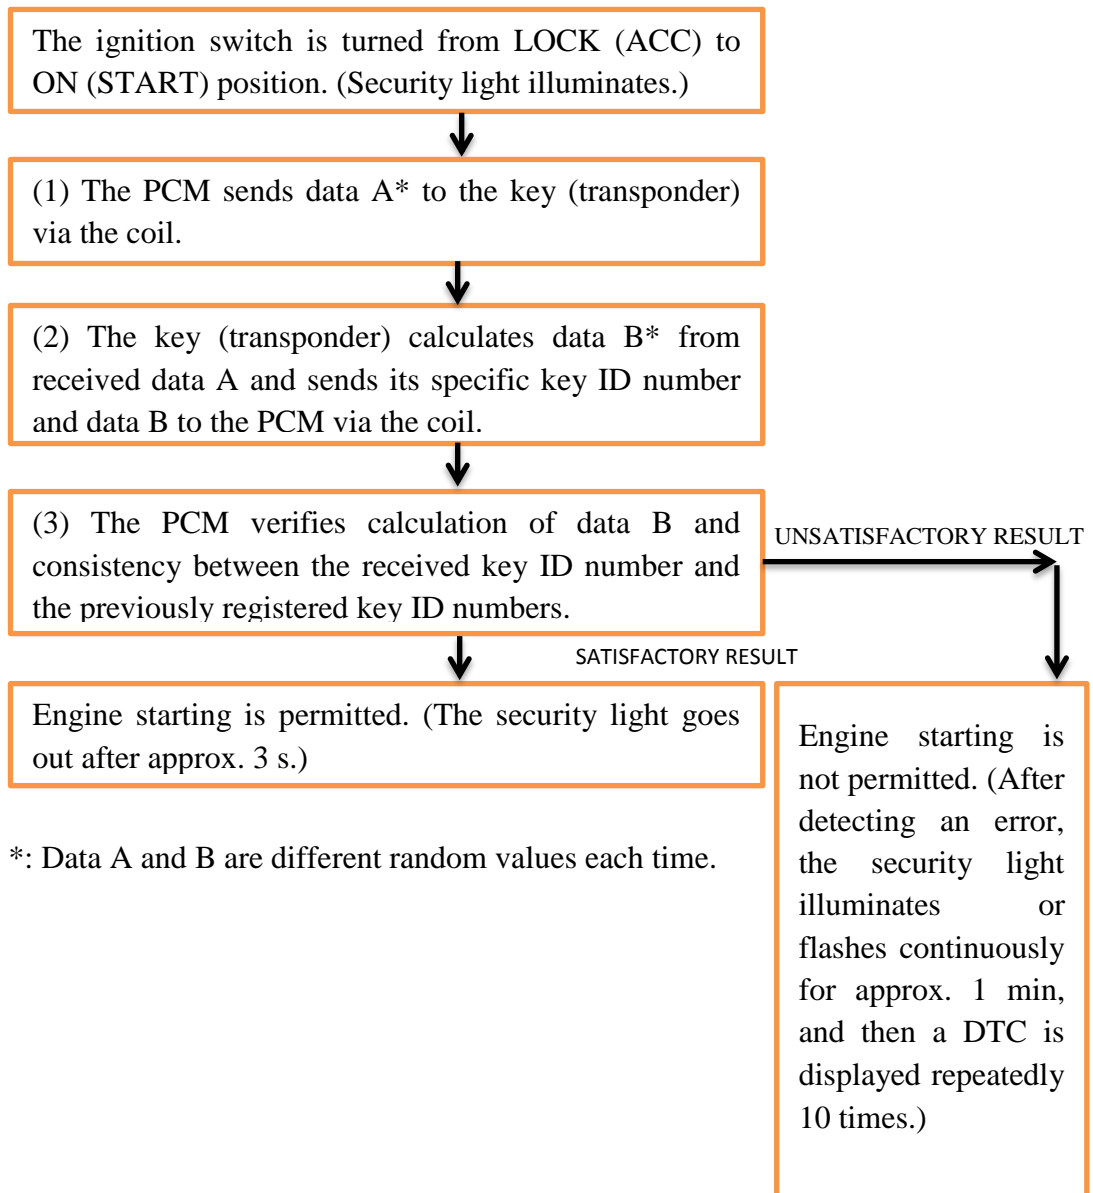 The ignition switch is turned from LOCK (ACC) to
ON (START) position. (Security light illuminates.)
(1) The PCM sends data A* to the key (transponder)
via the coil.
(2) The key (transponder) calculates data B* from
received data A and sends its specific key ID number
and data B to the PCM via the coil.
(3) The PCM verifies calculation of data B and
consistency between the received key ID number and
the previously registered key ID numbers.
UNSATISFACTORY RESULT
SATISFACTORY RESULT
Engine starting is permitted. (The security light goes
out after approx. 3 s.)
Engine starting is
not permitted. (After
detecting an error,
the security light
illuminates or
flashes continuously
for approx. 1 min,
and then a DTC is
displayed repeatedly
10 times.)
*: Data A and B are different random values each time.